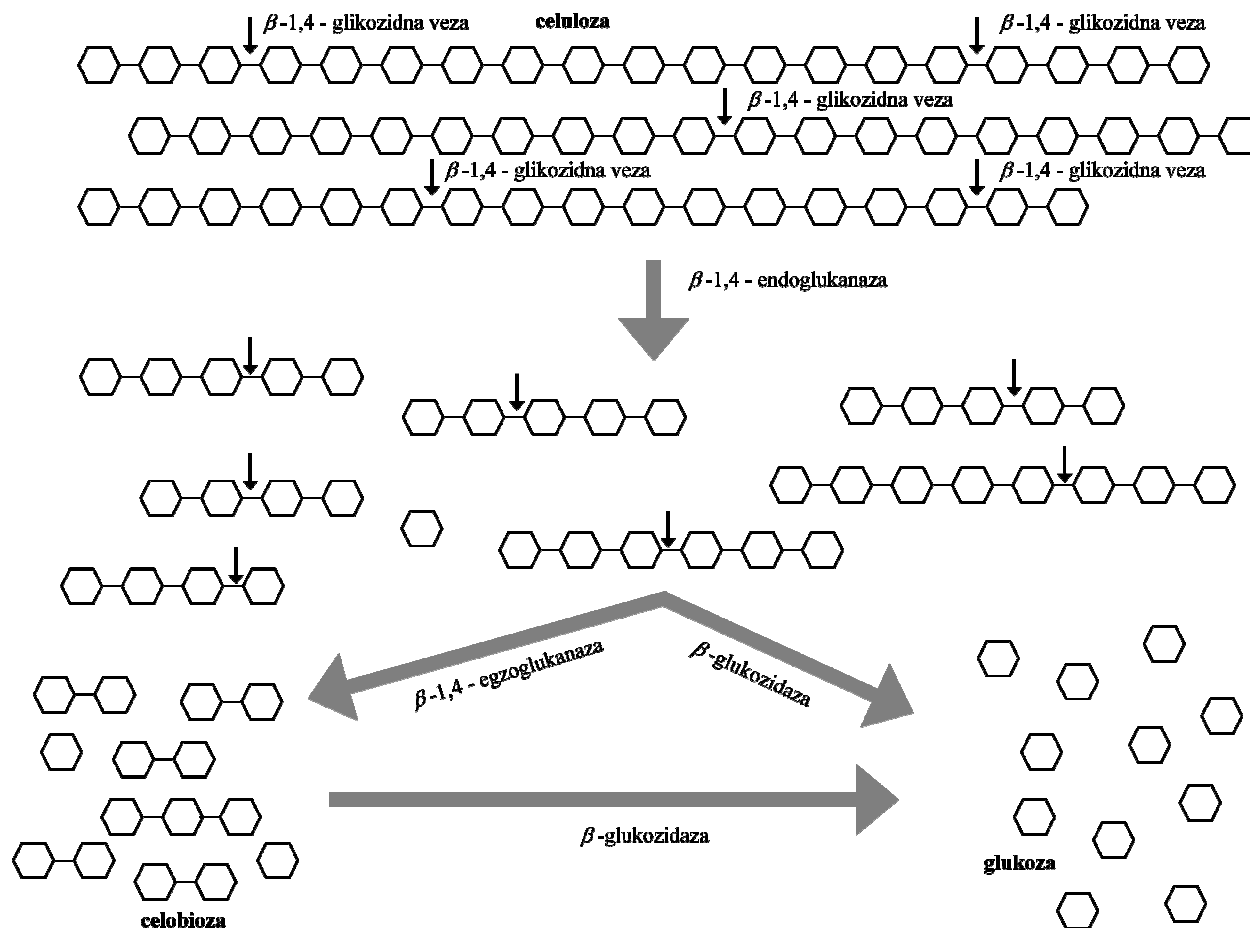 β-1,4 - glikozidna veza
celuloza
β-1,4 - glikozidna veza
β-1,4 - glikozidna veza
β-1,4 - glikozidna veza
β-1,4 - glikozidna veza
β-1,4 - endoglukanaza
β-1,4 - egzoglukanaza
β-glukozidaza
β-glukozidaza
glukoza
celobioza